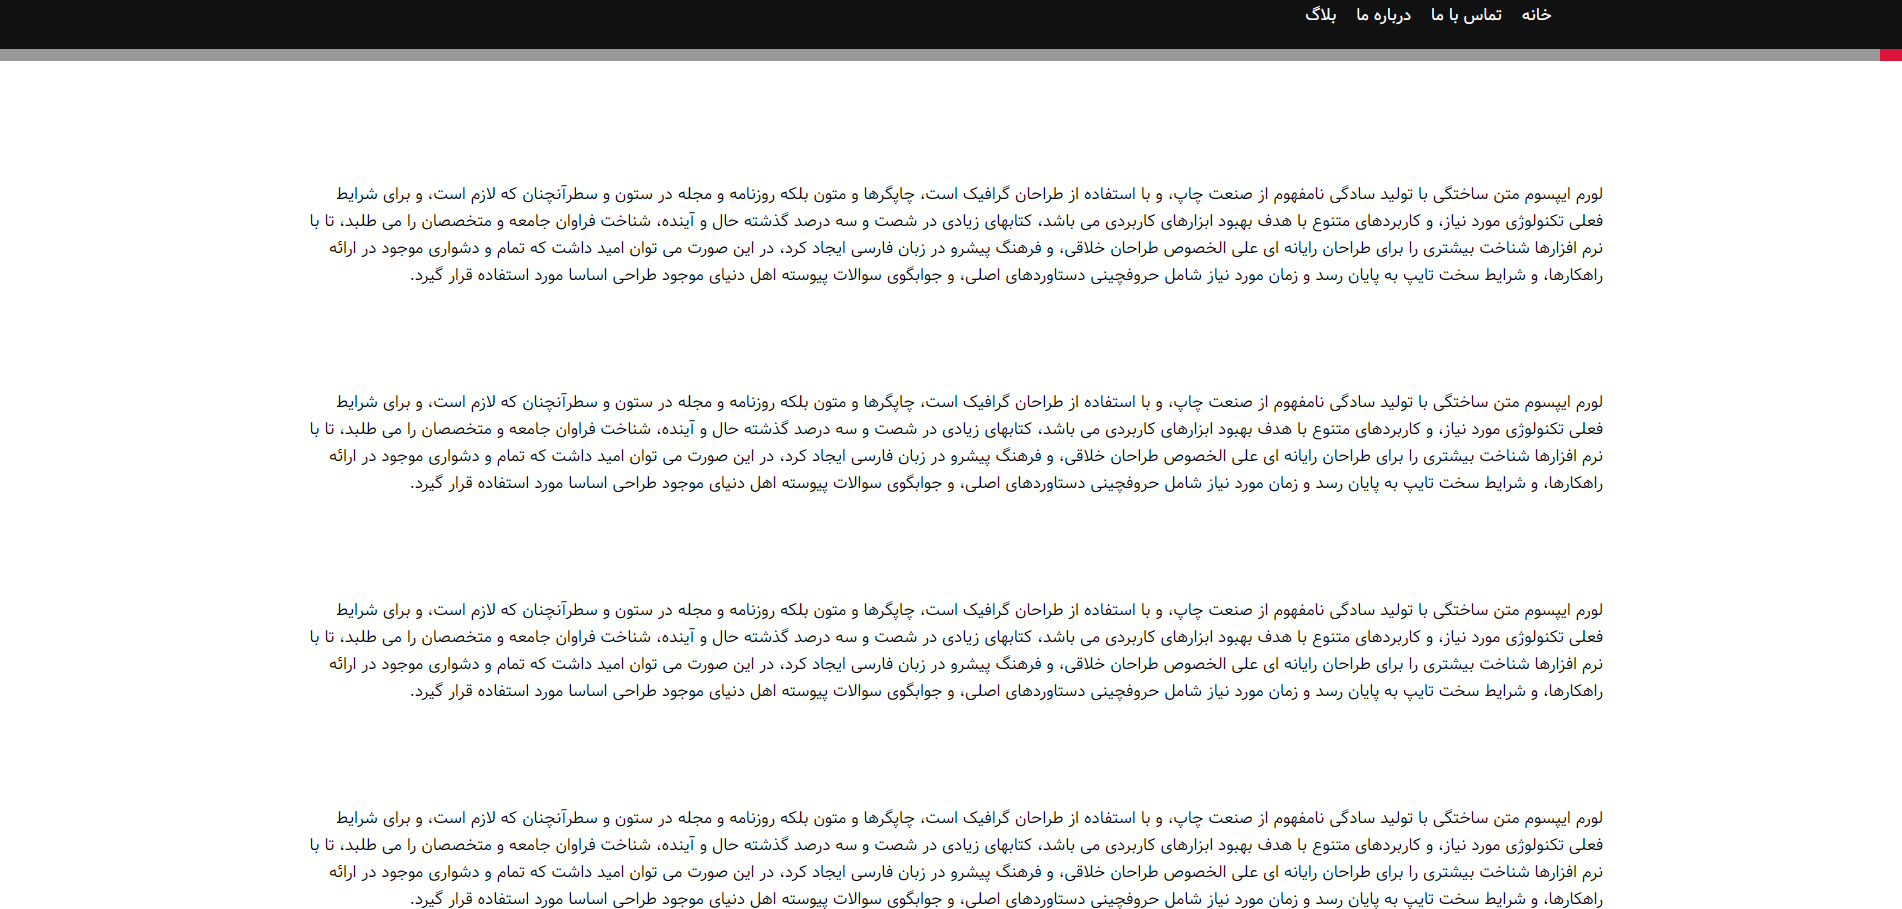 خانه
تماس با ما
درباره ما
بلاگ
لورم ایپسوم متن ساختگی با تولید سادگی نامفهوم از صنعت چاپ، و با استفاده از طراحان گرافیک است، چاپگرها و متون بلکه روزنامه و مجله در ستون و سطرآنچنان که لازم است، و برای شرایط
فعلی تکنولوژی مورد نیاز، و کاربردهای متنوع با هدف بهبود ابزارهای کاربردی می باشد، کتابهای زیادی در شصت و سه درصد گذشته حال و آینده، شناخت فراوان جامعه و متخصصان را می طلبد، تا با
نرم افزارها شناخت بیشتری را برای طراحان رایانه ای علی الخصوص طراحان خلاقی، و فرهنگ پیشرو در زبان فارسی ایجاد کرد، در این صورت می توان امید داشت که تمام و دشواری موجود در ارائه
راهکارها، و شرایط سخت تایپ به پایان رسد و زمان مورد نیاز شامل حروفچینی دستاوردهای اصلی، و جوابگوی سوالات پیوسته اهل دنیای موجود طراحی اساسا مورد استفاده قرار گیرد.
لورم ایپسوم متن ساختگی با تولید سادگی نامفهوم از صنعت چاپ، و با استفاده از طراحان گرافیک است، چاپگرها و متون بلکه روزنامه و مجله در ستون و سطرآنچنان که لازم است، و برای شرایط
فعلی تکنولوژی مورد نیاز، و کاربردهای متنوع با هدف بهبود ابزارهای کاربردی می باشد، کتابهای زیادی در شصت و سه درصد گذشته حال و آینده، شناخت فراوان جامعه و متخصصان را می طلبد، تا با
نرم افزارها شناخت بیشتری را برای طراحان رایانه ای علی الخصوص طراحان خلاقی، و فرهنگ پیشرو در زبان فارسی ایجاد کرد، در این صورت می توان امید داشت که تمام و دشواری موجود در ارائه
راهکارها، و شرایط سخت تایپ به پایان رسد و زمان مورد نیاز شامل حروفچینی دستاوردهای اصلی، و جوابگوی سوالات پیوسته اهل دنیای موجود طراحی اساسا مورد استفاده قرار گیرد.
لورم ایپسوم متن ساختگی با تولید سادگی نامفهوم از صنعت چاپ، و با استفاده از طراحان گرافیک است، چاپگرها و متون بلکه روزنامه و مجله در ستون و سطرآنچنان که لازم است، و برای شرایط
فعلی تکنولوژی مورد نیاز، و کاربردهای متنوع با هدف بهبود ابزارهای کاربردی می باشد، کتابهای زیادی در شصت و سه درصد گذشته حال و آینده، شناخت فراوان جامعه و متخصصان را می طلبد، تا با
نرم افزارها شناخت بیشتری را برای طراحان رایانه ای علی الخصوص طراحان خلاقی، و فرهنگ پیشرو در زبان فارسی ایجاد کرد، در این صورت می توان امید داشت که تمام و دشواری موجود در ارائه
راهکارها، و شرایط سخت تایپ به پایان رسد و زمان مورد نیاز شامل حروفچینی دستاوردهای اصلی، و جوابگوی سوالات پیوسته اهل دنیای موجود طراحی اساسا مورد استفاده قرار گیرد.
لورم ایپسوم متن ساختگی با تولید سادگی نامفهوم از صنعت چاپ، و با استفاده از طراحان گرافیک است، چاپگرها و متون بلکه روزنامه و مجله در ستون و سطرآنچنان که لازم است، و برای شرایط
فعلی تکنولوژی مورد نیاز، و کاربردهای متنوع با هدف بهبود ابزارهای کاربردی می باشد، کتابهای زیادی در شصت و سه درصد گذشته حال و آینده، شناخت فراوان جامعه و متخصصان را می طلبد، تا با
نرم افزارها شناخت بیشتری را برای طراحان رایانه ای علی الخصوص طراحان خلاقی، و فرهنگ پیشرو در زبان فارسی ایجاد کرد، در این صورت می توان امید داشت که تمام و دشواری موجود در ارائه
راهکارها، و شرایط سخت تایپ به پایان رسد و زمان مورد نیاز شامل حروفچینی دستاوردهای اصلی، و جوابگوی سوالات پیوسته اهل دنیای موجود طراحی اساسا مورد استفاده قرار گیرد.